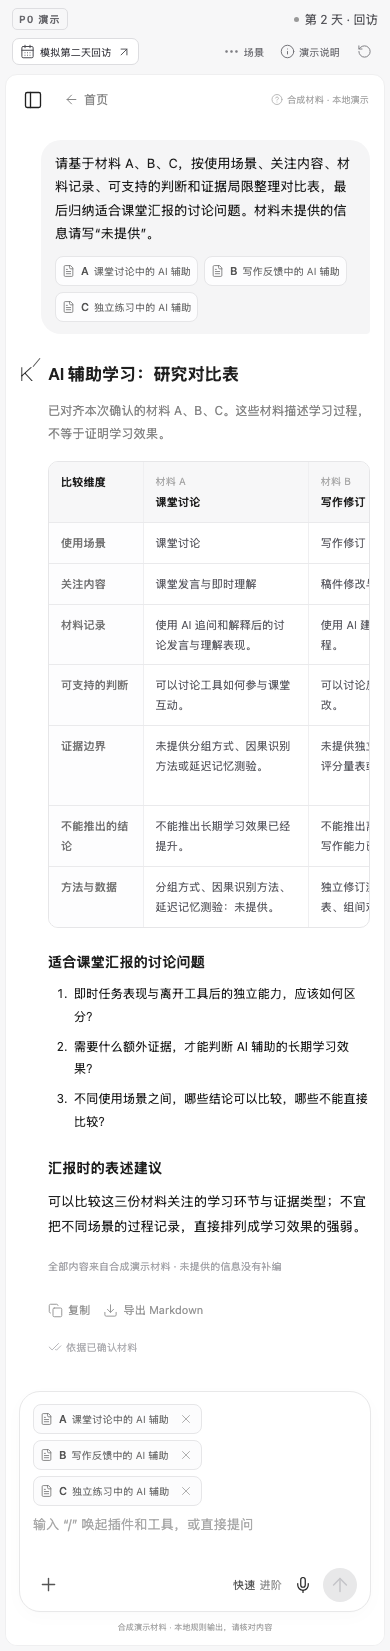 P0 演示
第 2 天 · 回访
模拟第二天回访
场景
演示说明
首页
合成材料 · 本地演示
请基于材料 A、B、C，按使用场景、关注内容、材
料记录、可支持的判断和证据局限整理对比表，最
后归纳适合课堂汇报的讨论问题。材料未提供的信
息请写“未提供”。
A 课堂讨论中的 AI 辅助
B 写作反馈中的 AI 辅助
C 独立练习中的 AI 辅助
AI 辅助学习：研究对比表
已对齐本次确认的材料 A、B、C。这些材料描述学习过程，
不等于证明学习效果。
比较维度
材料 A
课堂讨论
材料 B
写作修订
使用场景
课堂讨论
写作修订
关注内容
课堂发言与即时理解
稿件修改
材料记录
使用 AI 追问和解释后的讨
论发言与理解表现。
使用 AI 建
程。
可支持的判断
可以讨论工具如何参与课堂
互动。
可以讨论
改。
证据边界
未提供分组方式、因果识别
方法或延迟记忆测验。
未提供独
评分量表
不能推出的结
论
不能推出长期学习效果已经
提升。
不能推出
写作能力
方法与数据
分组方式、因果识别方法、
延迟记忆测验：未提供。
独立修订
表、组间
适合课堂汇报的讨论问题
1. 即时任务表现与离开工具后的独立能力，应该如何区
分？
2. 需要什么额外证据，才能判断 AI 辅助的长期学习效
果？
3. 不同使用场景之间，哪些结论可以比较，哪些不能直接
比较？
汇报时的表述建议
可以比较这三份材料关注的学习环节与证据类型；不宜
把不同场景的过程记录，直接排列成学习效果的强弱。
全部内容来自合成演示材料 · 未提供的信息没有补编
复制
导出 Markdown
依据已确认材料
A 课堂讨论中的 AI 辅助
B 写作反馈中的 AI 辅助
C 独立练习中的 AI 辅助
输入 “/” 唤起插件和工具，或直接提问
快速 进阶
合成演示材料 · 本地规则输出，请核对内容